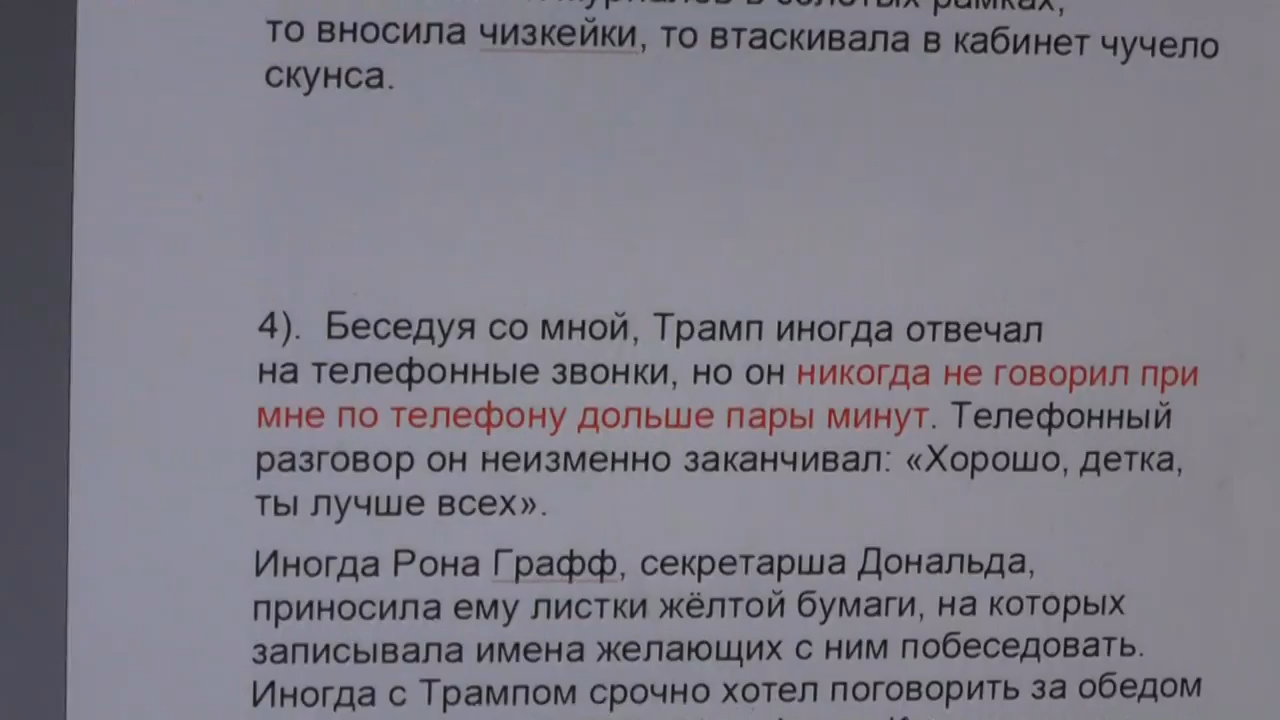 журналов в золотых рамках,
то вносила чизкейки, то втаскивала в кабинет чучело
скунса.
4). Беседуя со мной, Трамп иногда отвечал
на телефонные звонки, но он никогда не говорил при
мне по телефону дольше пары минут. Телефонный
разговор он неизменно заканчивал: «Хорошо, детка,
ты лучше всех».
Иногда Рона Графф, секретарша Дональда,
приносила ему листки жёлтой бумаги, на которых
записывала имена желающих с ним побеседовать.
Иногда с Трампом срочно хотел поговорить за обедом